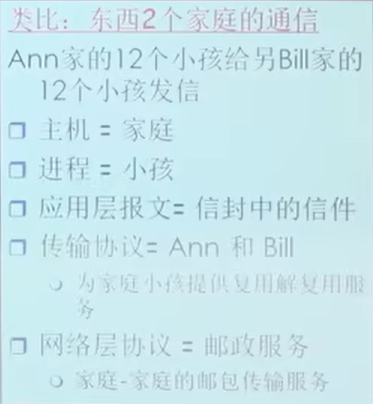 类比：东西2个家庭的通信
Ann家的12个小孩给另Bill家的
12个小孩发信
主机 = 家庭
进程 = 小孩
应用层报文= 信封中的信件
传输协议= Ann 和 Bill
为家庭小孩提供复用解复用服
务
网络层协议 = 邮政服务
家庭-家庭的邮包传输服务